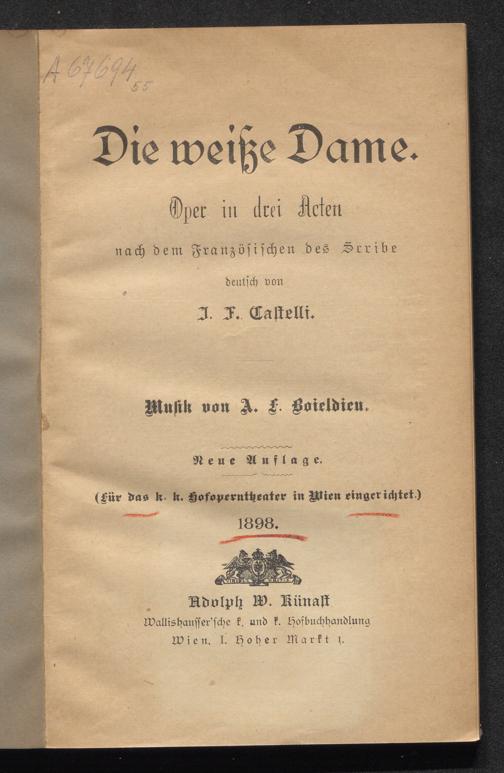 A 67694
55
Die weiße Dame.
Oper in drei Acten
nach dem Französischen des Scribe
deutsch von
I. F. Castelli.
Musik von A. L. Boieldieu.
Neue Auflage.
(Für das k. k. Hofoperntheater in Wien eingerichtet.)
1898.
Adolph W. Künast
Wallishausser'sche k. und k. Hofbuchhandlung
Wien, I. Hoher Markt 1.